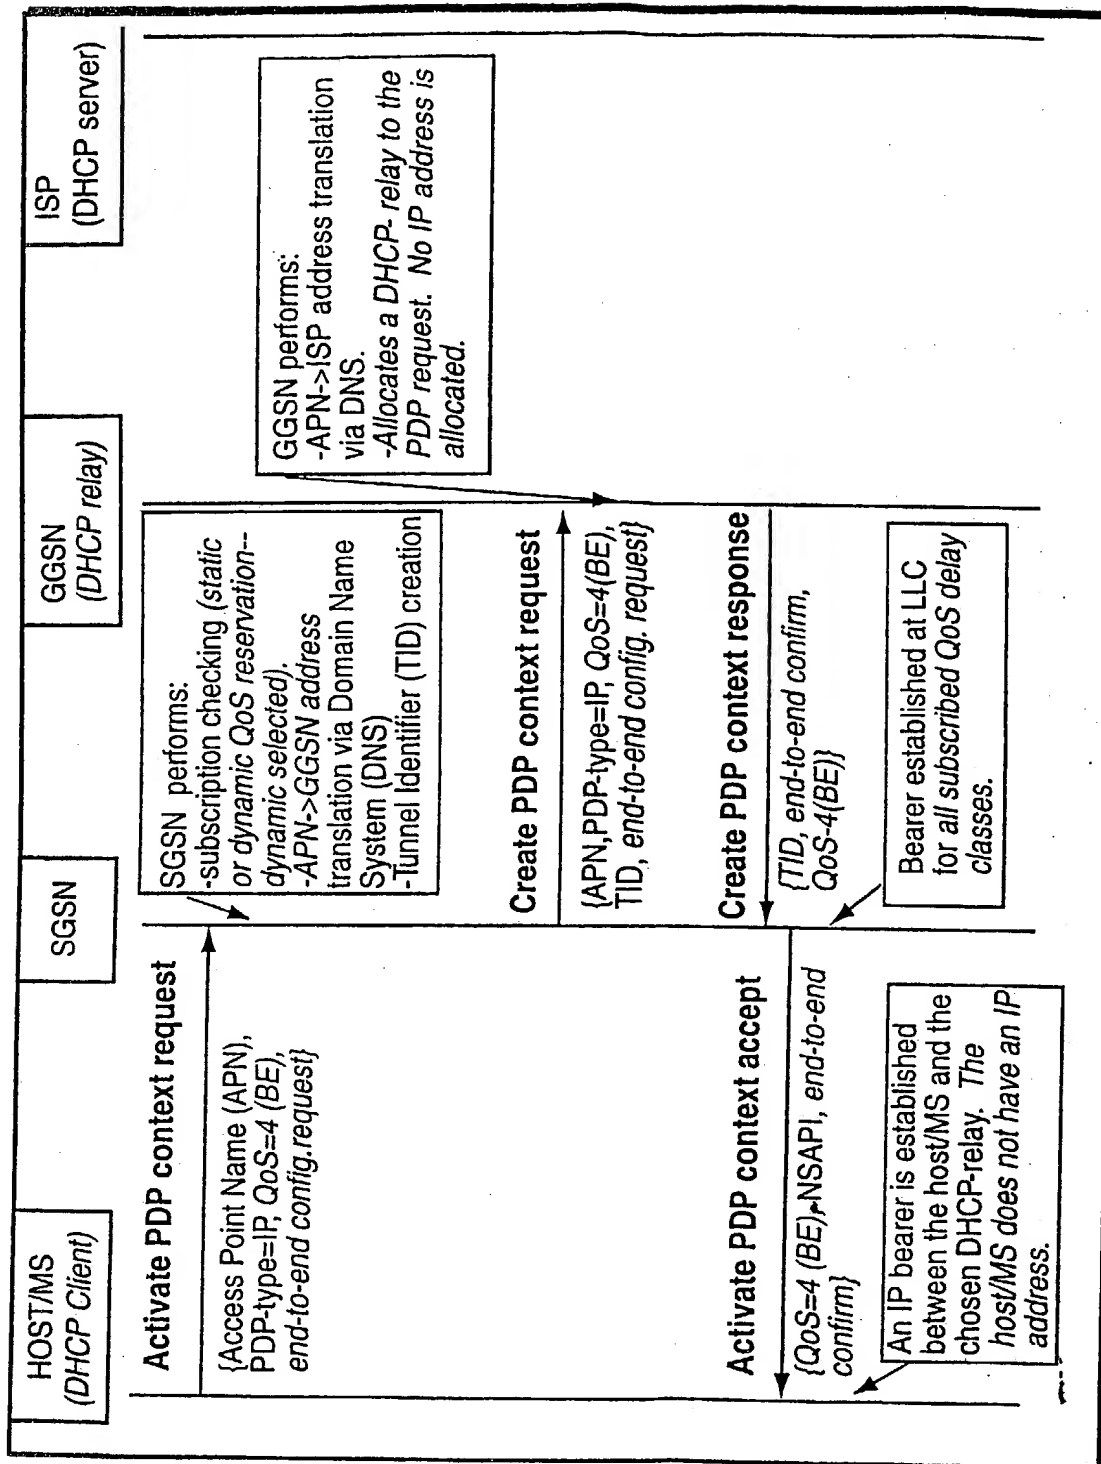 HOST/MS
(DHCP Client)
SGSN
GGSN
(DHCP relay)
ISP
(DHCP server)
Activate PDP context request
{Access Point Name (APN),
PDP-type=IP, QoS=4 (BE),
end-to-end config.request}
SGSN performs:
-subscription checking (static
or dynamic QoS reservation--
dynamic selected).
-APN->GGSN address
translation via Domain Name
System (DNS)
-Tunnel Identifier (TID) creation
Create PDP context request
{APN,PDP-type=IP, QoS=4(BE),
TID, end-to-end config. request}
GGSN performs:
-APN->ISP address translation
via DNS.
-Allocates a DHCP- relay to the
PDP request. No IP address is
allocated.
Create PDP context response
{TID, end-to-end confirm,
QoS-4(BE)}
Bearer established at LLC
for all subscribed QoS delay
classes.
Activate PDP context accept
{QoS=4 (BE),NSAPI, end-to-end
confirm}
An IP bearer is established
between the host/MS and the
chosen DHCP-relay. The
host/MS does not have an IP
address.